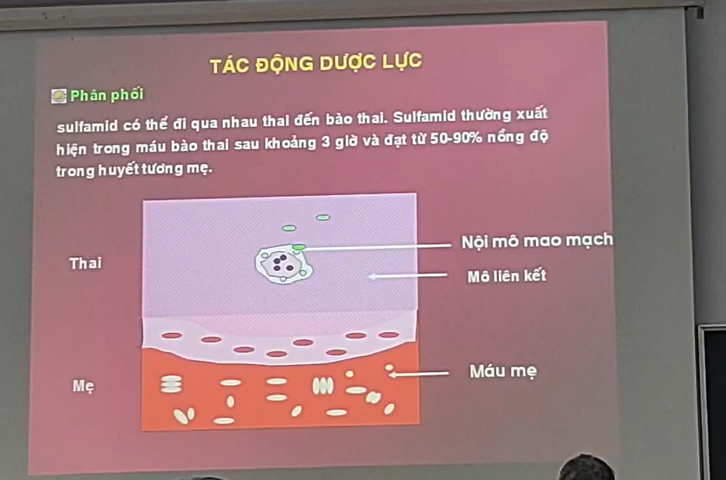 TÁC ĐỘNG DƯỢC LỰC
Phân phối
sulfamid có thể đi qua nhau thai đến bào thai. Sulfamid thường xuất
hiện trong máu bào thai sau khoảng 3 giờ và đạt từ 50-90% nồng độ
trong huyết tương mẹ.
Nội mô mao mạch
Thai
Mô liên kết
Máu mẹ
Mẹ